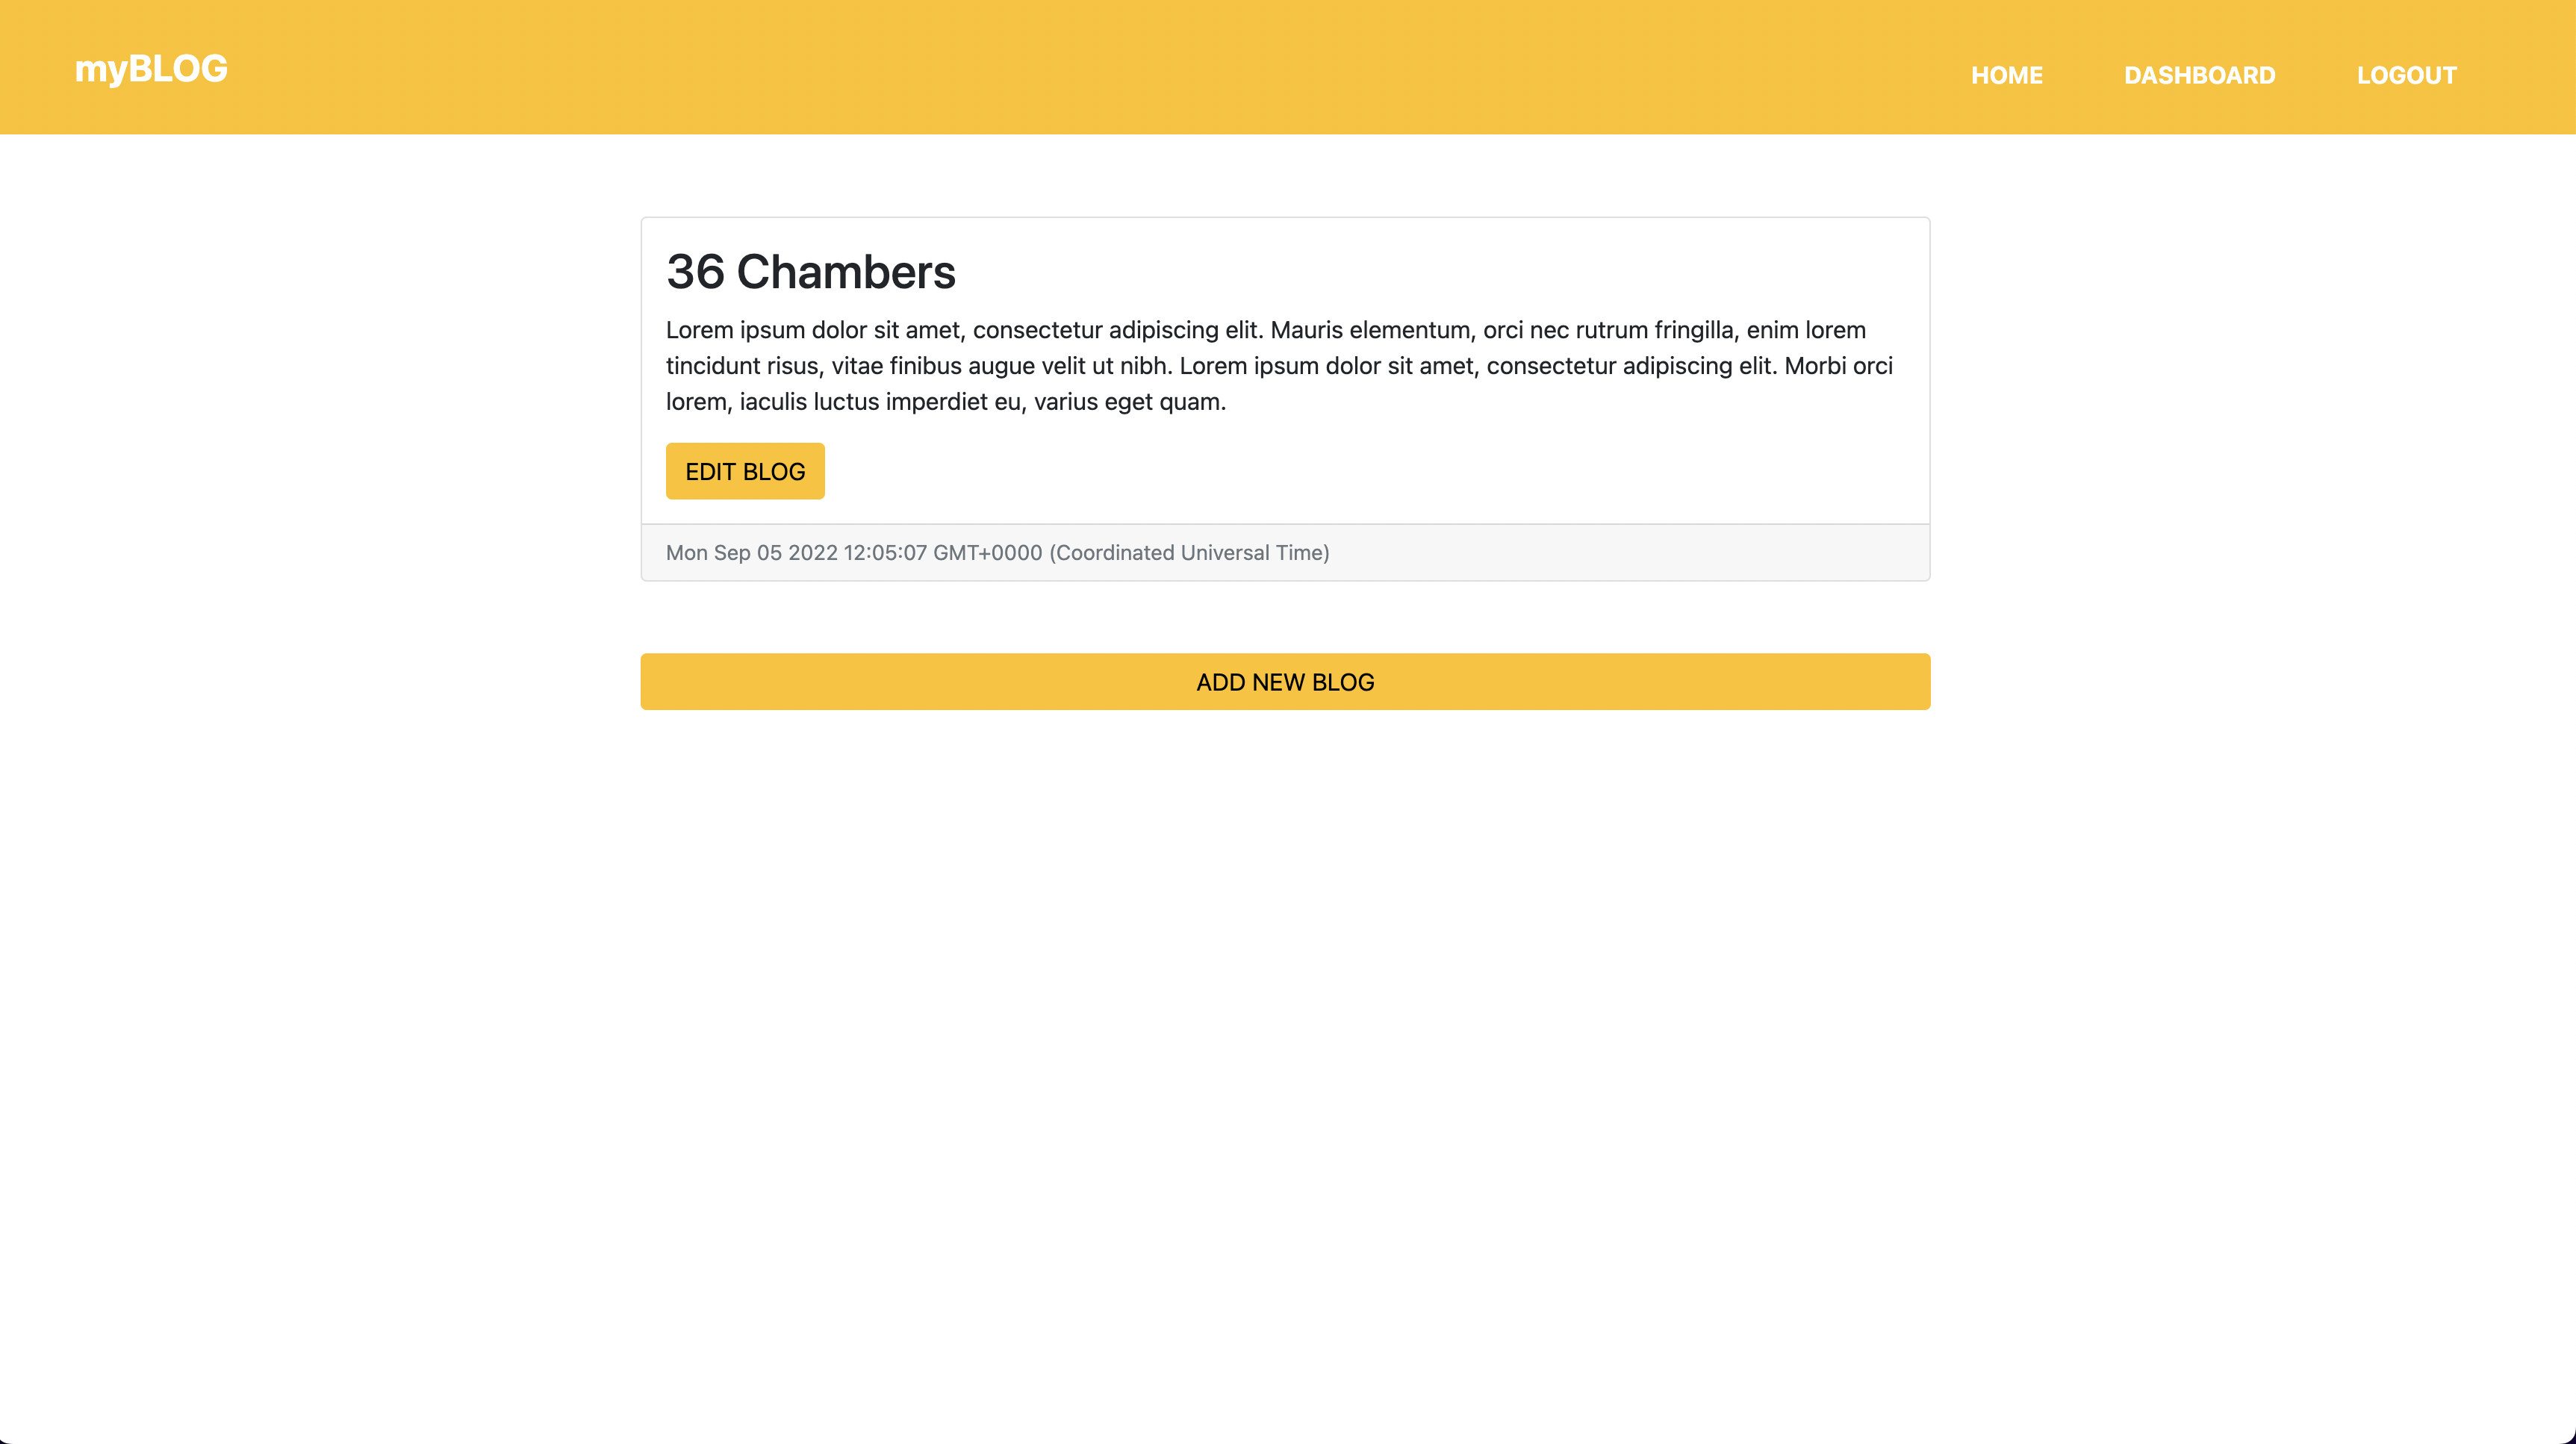 myBLOG
HOME DASHBOARD LOGOUT
36 Chambers
Lorem ipsum dolor sit amet, consectetur adipiscing elit. Mauris elementum, orci nec rutrum fringilla, enim lorem
tincidunt risus, vitae finibus augue velit ut nibh. Lorem ipsum dolor sit amet, consectetur adipiscing elit. Morbi orci
lorem, iaculis luctus imperdiet eu, varius eget quam.
EDIT BLOG
Mon Sep 05 2022 12:05:07 GMT+0000 (Coordinated Universal Time)
ADD NEW BLOG